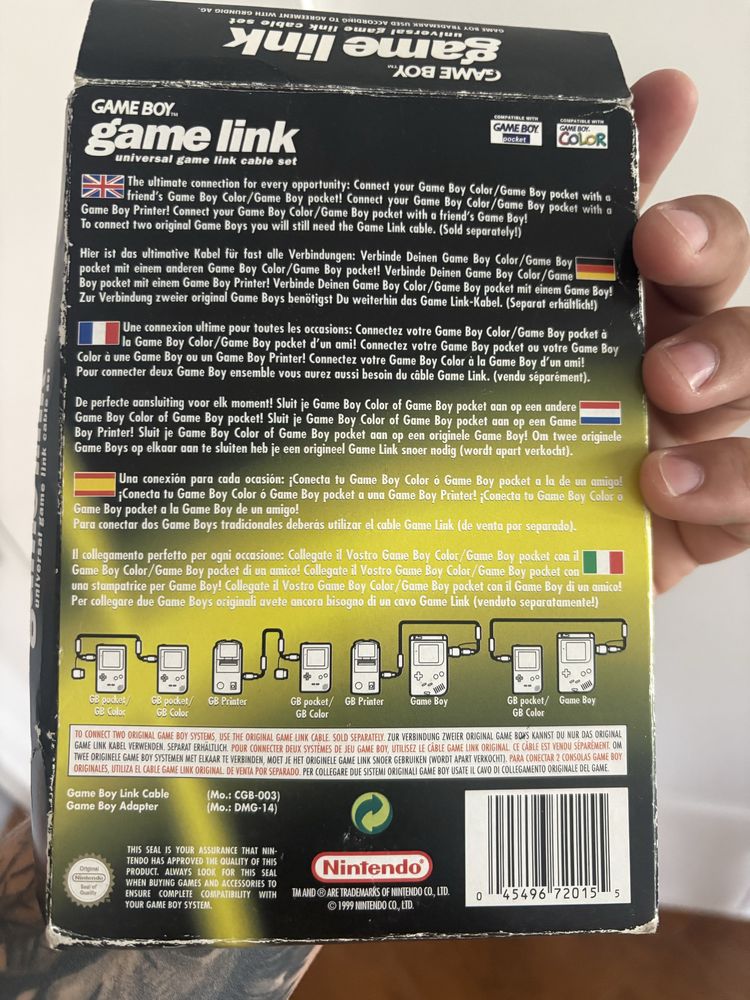 GAME BOY TRADEMARK USED ACCORDING TO AGREEMENT WITH GRUNDIG AG.
universal game link cable set
game link
GAME BOY™
GAME BOY™
game link
universal game link cable set
COMPATIBLE WITH
GAME BOY
pocket
COMPATIBLE WITH
GAME BOY
COLOR
The ultimate connection for every opportunity: Connect your Game Boy Color/Game Boy pocket with a
friend's Game Boy Color/Game Boy pocket! Connect your Game Boy Color/Game Boy pocket with a
Game Boy Printer! Connect your Game Boy Color/Game Boy pocket with a friend's Game Boy!
To connect two original Game Boys you will still need the Game Link cable. (Sold separately!)
Hier ist das ultimative Kabel für fast alle Verbindungen: Verbinde Deinen Game Boy Color/Game Boy
pocket mit einem anderen Game Boy Color/Game Boy pocket! Verbinde Deinen Game Boy Color/Game
Boy pocket mit einem Game Boy Printer! Verbinde Deinen Game Boy Color/Game Boy pocket mit einem Game Boy!
Zur Verbindung zweier original Game Boys benötigst Du weiterhin das Game Link-Kabel. (Separat erhältlich!)
Une connexion ultime pour toutes les occasions: Connectez votre Game Boy Color/Game Boy pocket à
la Game Boy Color/Game Boy pocket d'un ami! Connectez votre Game Boy pocket ou votre Game Boy
Color à une Game Boy ou un Game Boy Printer! Connectez votre Game Boy Color à la Game Boy d'un ami!
Pour connecter deux Game Boy ensemble vous aurez aussi besoin du câble Game Link. (vendu séparément).
De perfecte aansluiting voor elk moment! Sluit je Game Boy Color of Game Boy pocket aan op een andere
Game Boy Color of Game Boy pocket! Sluit je Game Boy Color of Game Boy pocket aan op een Game
Boy Printer! Sluit je Game Boy Color of Game Boy pocket aan op een originele Game Boy! Om twee originele
Game Boys op elkaar aan te sluiten heb je een origineel Game Link snoer nodig (wordt apart verkocht).
Una conexión para cada ocasión: ¡Conecta tu Game Boy Color ó Game Boy pocket a la de un amigo!
¡Conecta tu Game Boy Color ó Game Boy pocket a una Game Boy Printer! ¡Conecta tu Game Boy Color ó
Game Boy pocket a la Game Boy de un amigo!
Para conectar dos Game Boys tradicionales deberás utilizar el cable Game Link (de venta por separado).
Il collegamento perfetto per ogni occasione: Collegate il Vostro Game Boy Color/Game Boy pocket con il
Game Boy Color/Game Boy pocket di un amico! Collegate il Vostro Game Boy Color/Game Boy pocket con
una stampatrice per Game Boy! Collegate il Vostro Game Boy Color/Game Boy pocket con il Game Boy di un amico!
Per collegare due Game Boys originali avete ancora bisogno di un cavo Game Link (venduto separatamente!)
GB pocket/ GB pocket/ GB Printer GB pocket/ GB Printer Game Boy GB pocket/ Game Boy
GB Color GB Color GB Color GB Color
TO CONNECT TWO ORIGINAL GAME BOY SYSTEMS, USE THE ORIGINAL GAME LINK CABLE. SOLD SEPARATELY. ZUR VERBINDUNG ZWEIER ORIGINAL GAME BOYS KANNST DU NUR DAS ORIGINAL
GAME LINK KABEL VERWENDEN. SEPARAT ERHÄLTLICH. POUR CONNECTER DEUX SYSTÈMES DE JEU GAME BOY, UTILISEZ LE CÂBLE GAME LINK ORIGINAL. CE CÂBLE EST VENDU SÉPARÉMENT. OM
TWEE ORIGINELE GAME BOY SYSTEMEN MET ELKAAR TE VERBINDEN, MOET JE HET ORIGINELE GAME LINK SNOER GEBRUIKEN (WORDT APART VERKOCHT). PARA CONECTAR 2 CONSOLAS GAME BOY
ORIGINALES, UTILIZA EL CABLE GAME LINK ORIGINAL. DE VENTA POR SEPARADO. PER COLLEGARE DUE SISTEMI ORIGINALI GAME BOY USATE IL CAVO DI COLLEGAMENTO ORIGINALE DEL GAME.
Game Boy Link Cable (Mo.: CGB-003)
Game Boy Adapter (Mo.: DMG-14)
THIS SEAL IS YOUR ASSURANCE THAT NIN-
TENDO HAS APPROVED THE QUALITY OF THIS
PRODUCT. ALWAYS LOOK FOR THIS SEAL
WHEN BUYING GAMES AND ACCESSORIES TO
ENSURE COMPLETE COMPATIBILITY WITH
YOUR GAME BOY SYSTEM.
Original
Nintendo
Seal of
Quality
Nintendo®
TM AND ® ARE TRADEMARKS OF NINTENDO CO., LTD.
© 1999 NINTENDO CO., LTD.
0 45496 72015 5
universal game link cable set